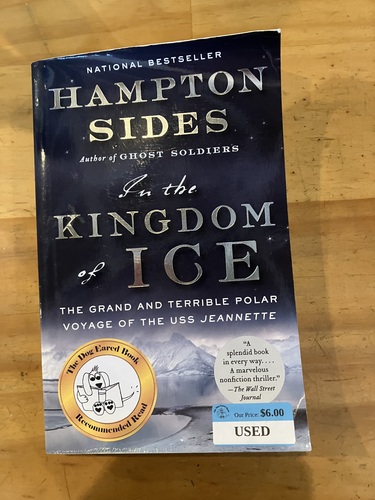 NATIONAL BESTSELLER
HAMPTON
SIDES
Author of GHOST SOLDIERS
In the
KINGDOM
of ICE
THE GRAND AND TERRIBLE POLAR
VOYAGE OF THE USS JEANNETTE
The Dog Eared Book
Recommended Read
"A
splendid book
in every way. . . .
A marvelous
nonfiction thriller."
—The Wall Street
Journal
Our Price: $6.00
USED